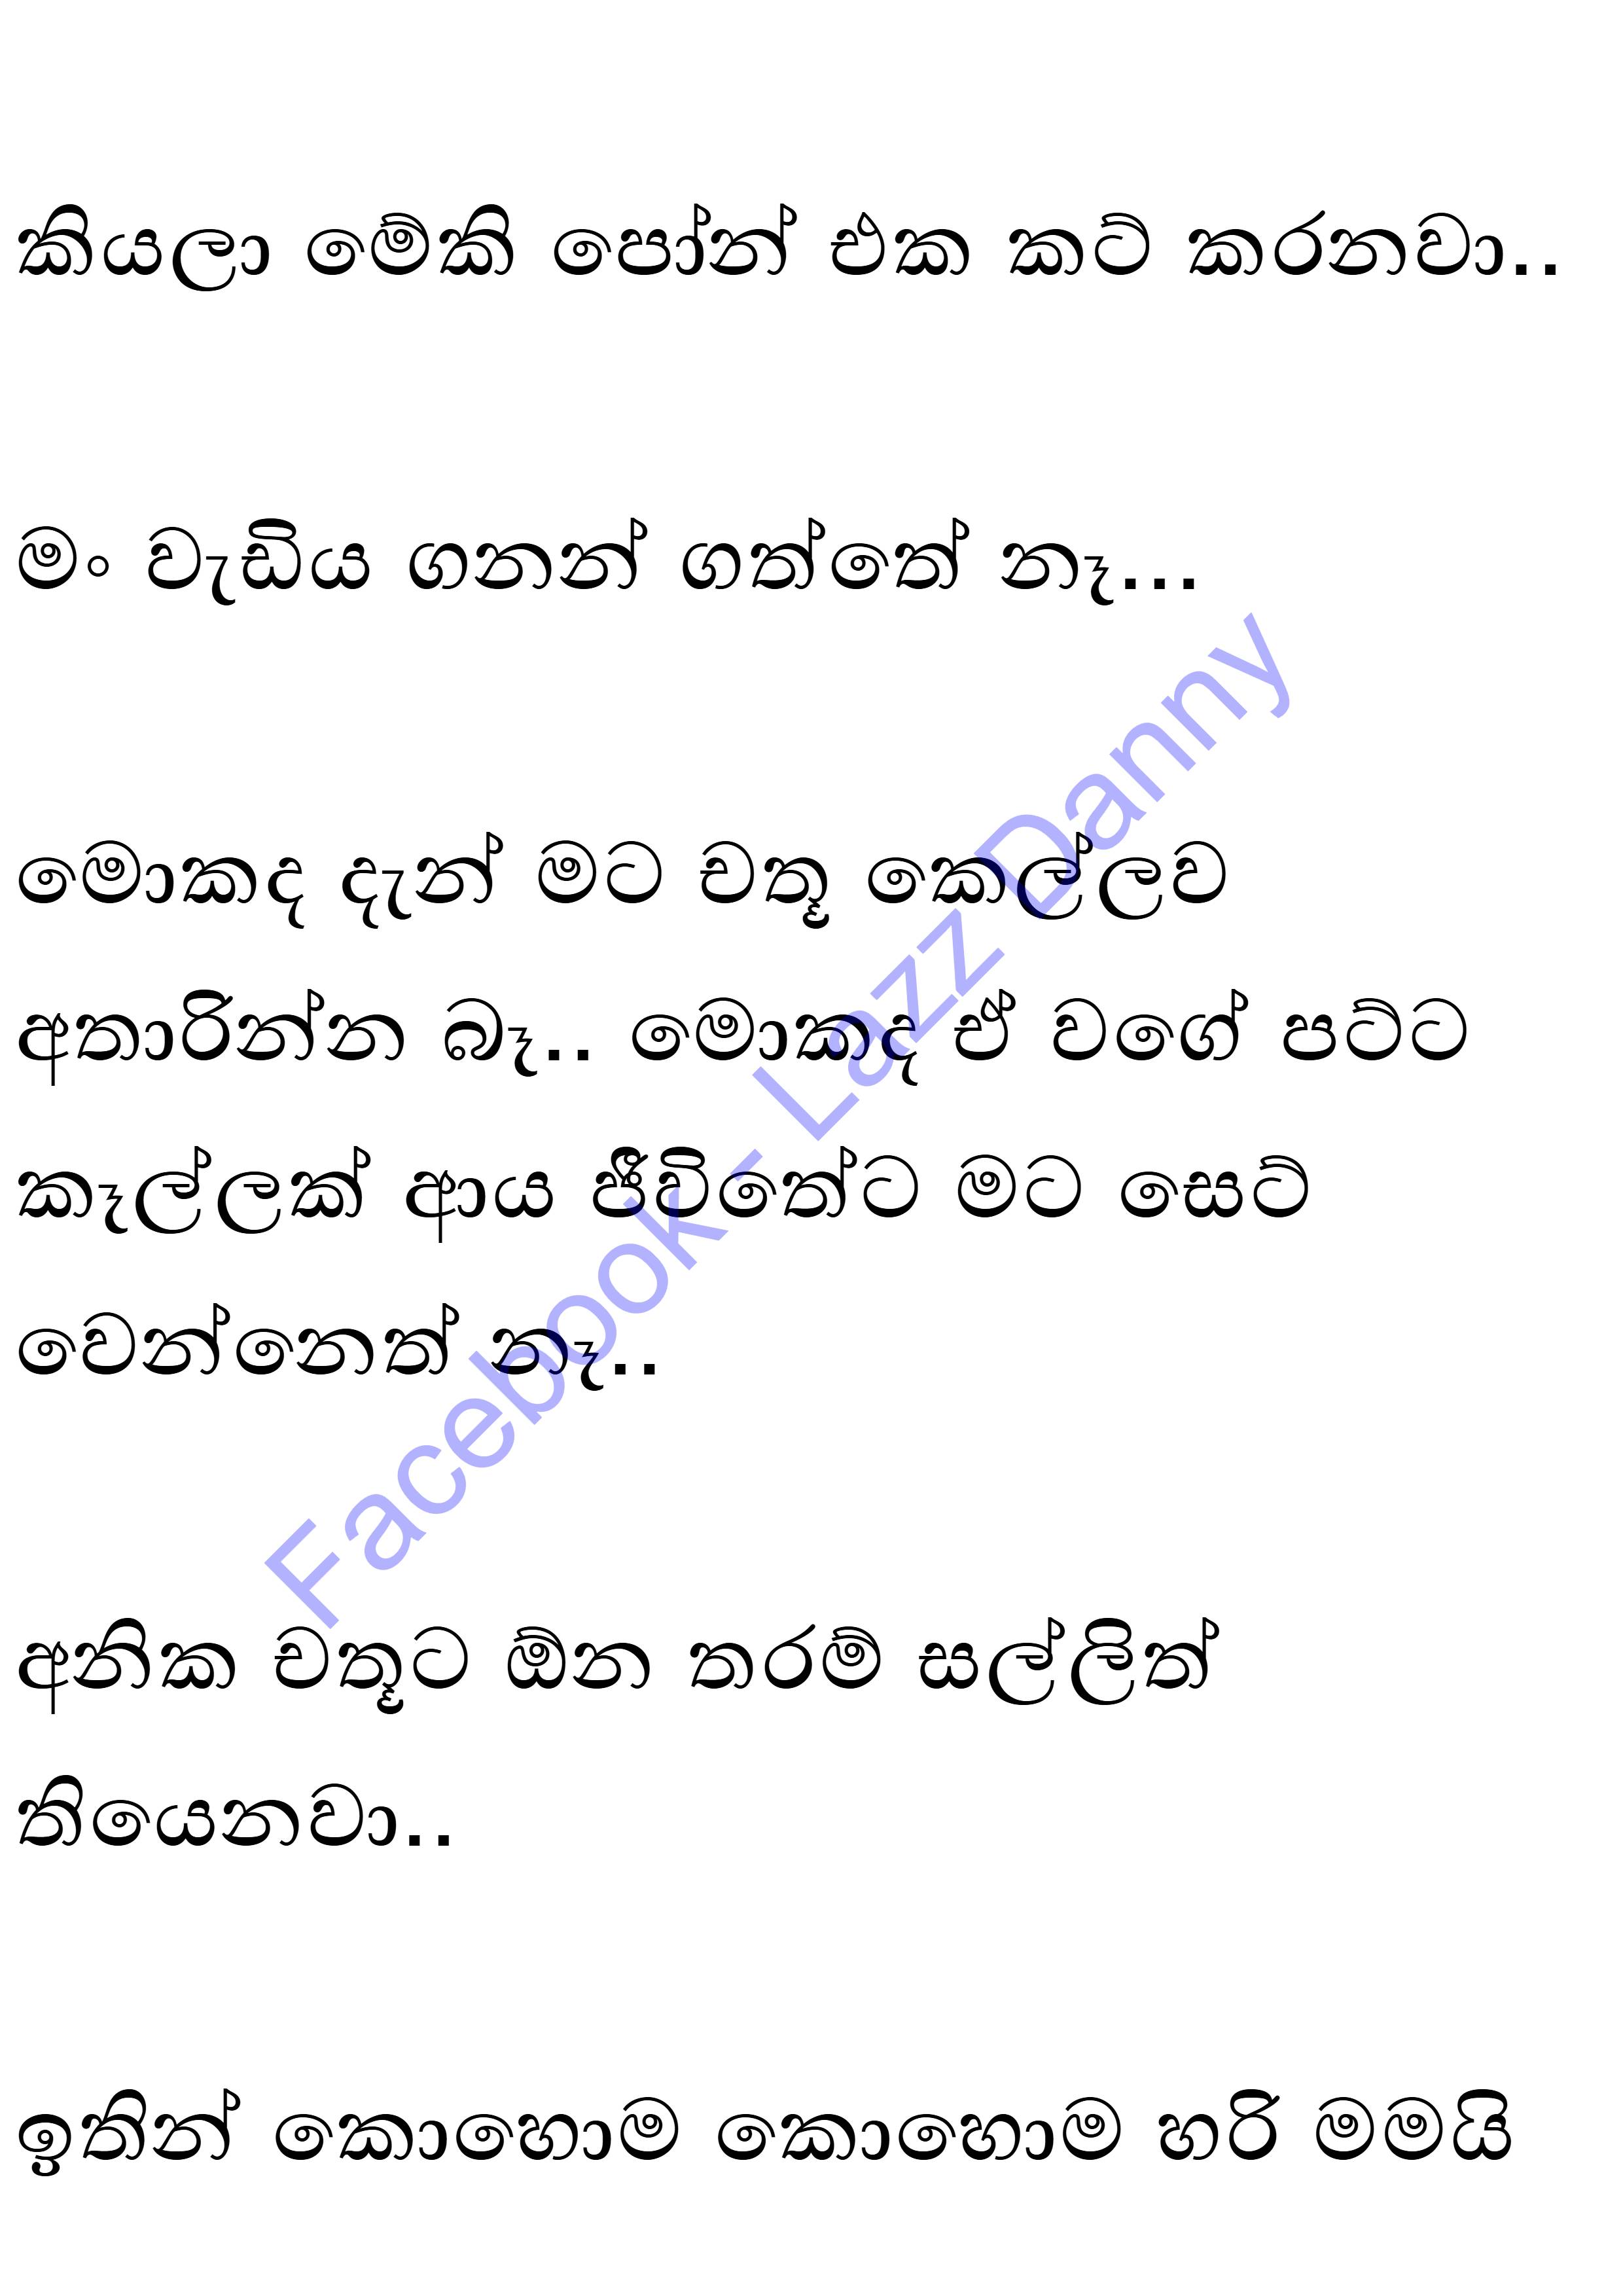 කියලා මේකි පෝන් එක කට් කරනවා..
මං වැඩිය ගනන් ගත්තේ නෑ...
මොකද දැන් මට චතූ කෙල්ලව
අතාරින්න බෑ.. මොකද ඒ වගේ පට්ට
කෑල්ලක් ආය ජීවිතේට මට සෙට්
වෙන්නෙත් නෑ..
අනික චතූට ඕන තරම් සල්ලිත්
තියෙනවා..
ඉතින් කොහොම කොහොම හරි මමයි
Facebook - Lazz Danny